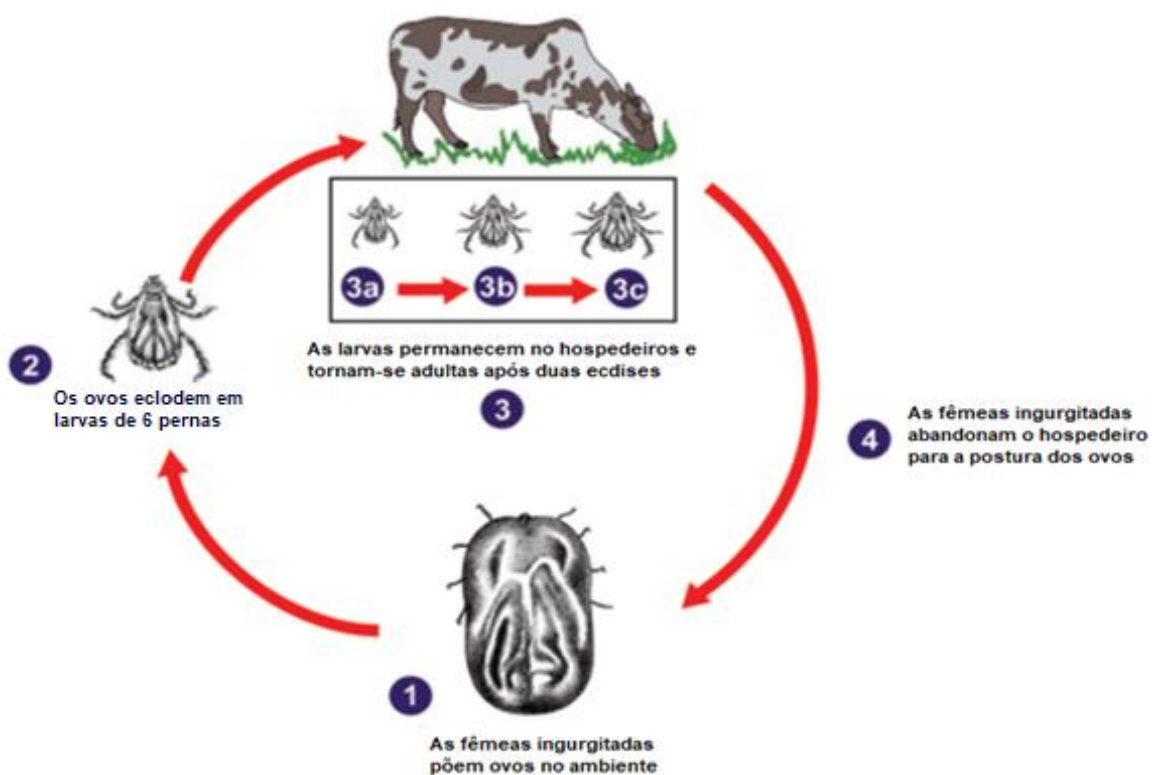 3a
3b
3c
As larvas permanecem no hospedeiros e
tornam-se adultas após duas ecdises
3
2
Os ovos eclodem em
larvas de 6 pernas
4
As fêmeas ingurgitadas
abandonam o hospedeiro
para a postura dos ovos
1
As fêmeas ingurgitadas
põem ovos no ambiente